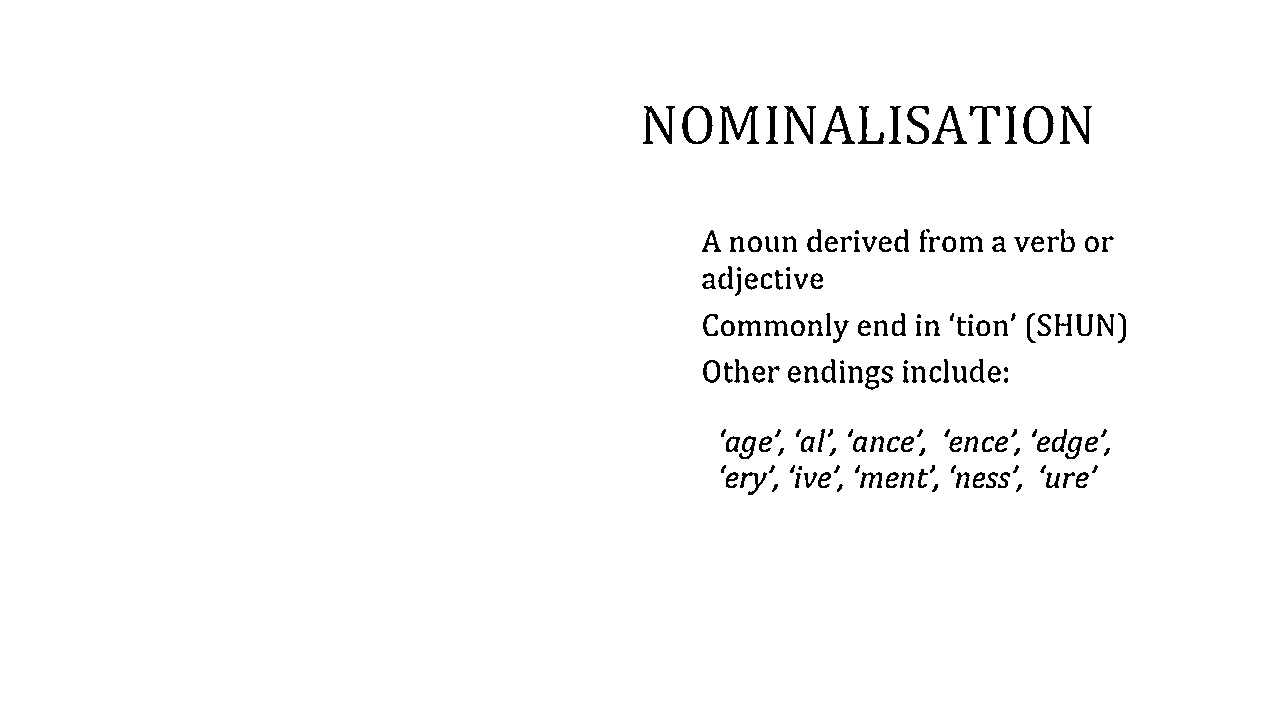 NOMINALISATION
A noun derived from a verb or
adjective
Commonly end in ‘tion’ (SHUN)
Other endings include:
‘age’, ‘al’, ‘ance’, ‘ence’, ‘edge’,
‘ery’, ‘ive’, ‘ment’, ‘ness’, ‘ure’